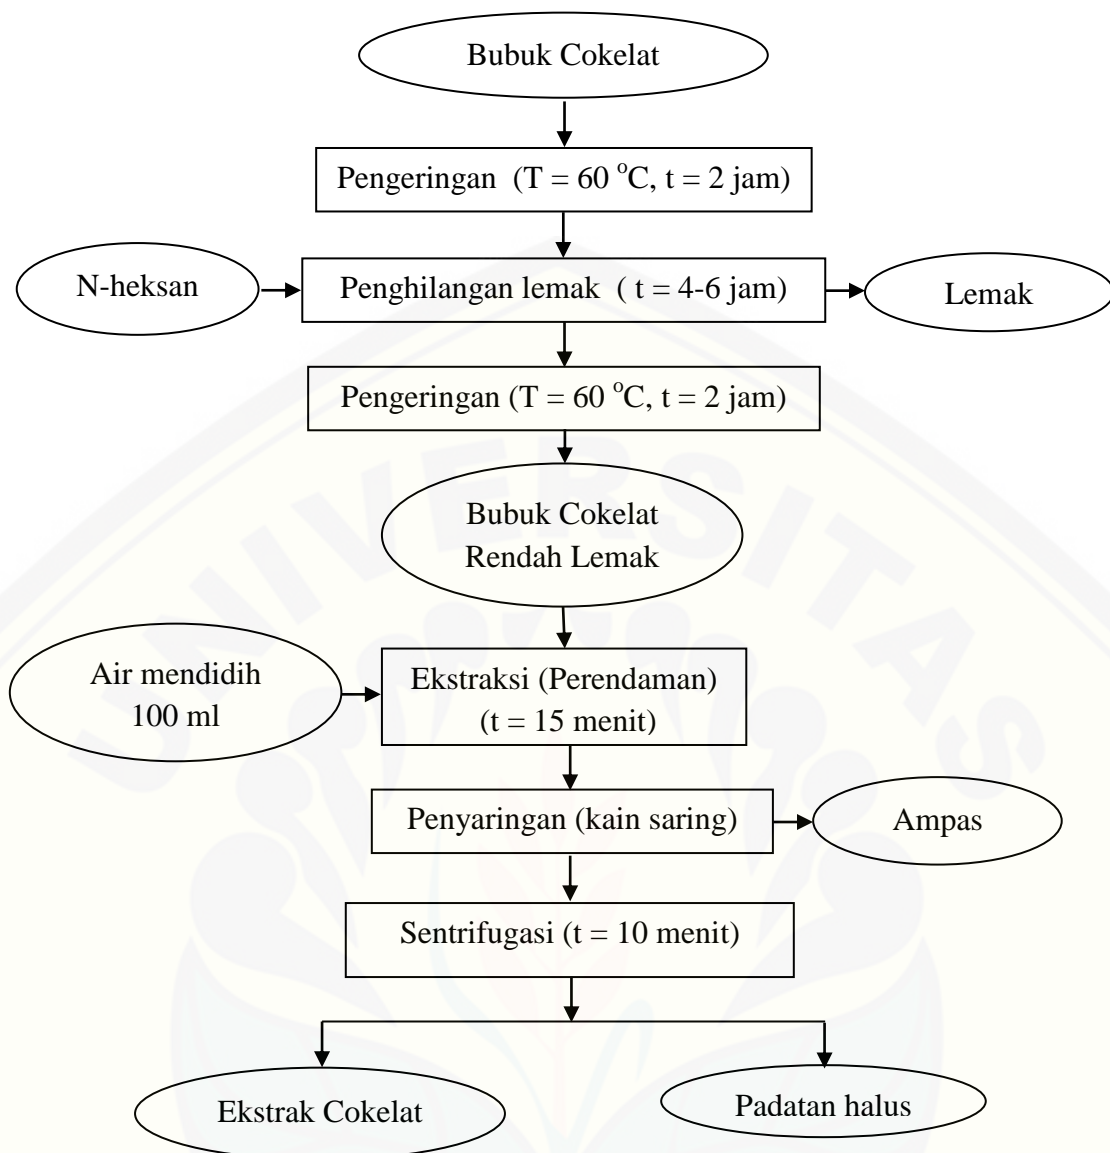 Bubuk Cokelat
Pengeringan (T = 60 °C, t = 2 jam)
N-heksan
Penghilangan lemak ( t = 4-6 jam)
Lemak
Pengeringan (T = 60 °C, t = 2 jam)
Bubuk Cokelat
Rendah Lemak
Air mendidih
100 ml
Ekstraksi (Perendaman)
(t = 15 menit)
Penyaringan (kain saring)
Ampas
Sentrifugasi (t = 10 menit)
Ekstrak Cokelat
Padatan halus
UNIVERSITAS